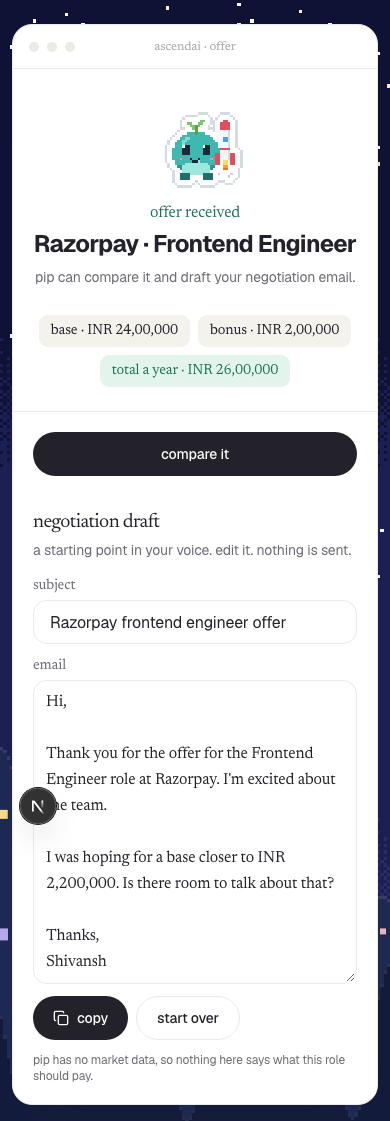 ascendai · offer
offer received
Razorpay · Frontend Engineer
pip can compare it and draft your negotiation email.
base · INR 24,00,000
bonus · INR 2,00,000
total a year · INR 26,00,000
compare it
negotiation draft
a starting point in your voice. edit it. nothing is sent.
subject
Razorpay frontend engineer offer
email
Hi,
Thank you for the offer for the Frontend
Engineer role at Razorpay. I'm excited about
N
he team.
I was hoping for a base closer to INR
2,200,000. Is there room to talk about that?
Thanks,
Shivansh
copy
start over
pip has no market data, so nothing here says what this role
should pay.